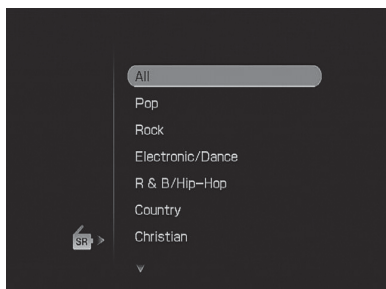 All
Pop
Rock
Electronic/Dance
R & B/Hip-Hop
Country
Christian
SR